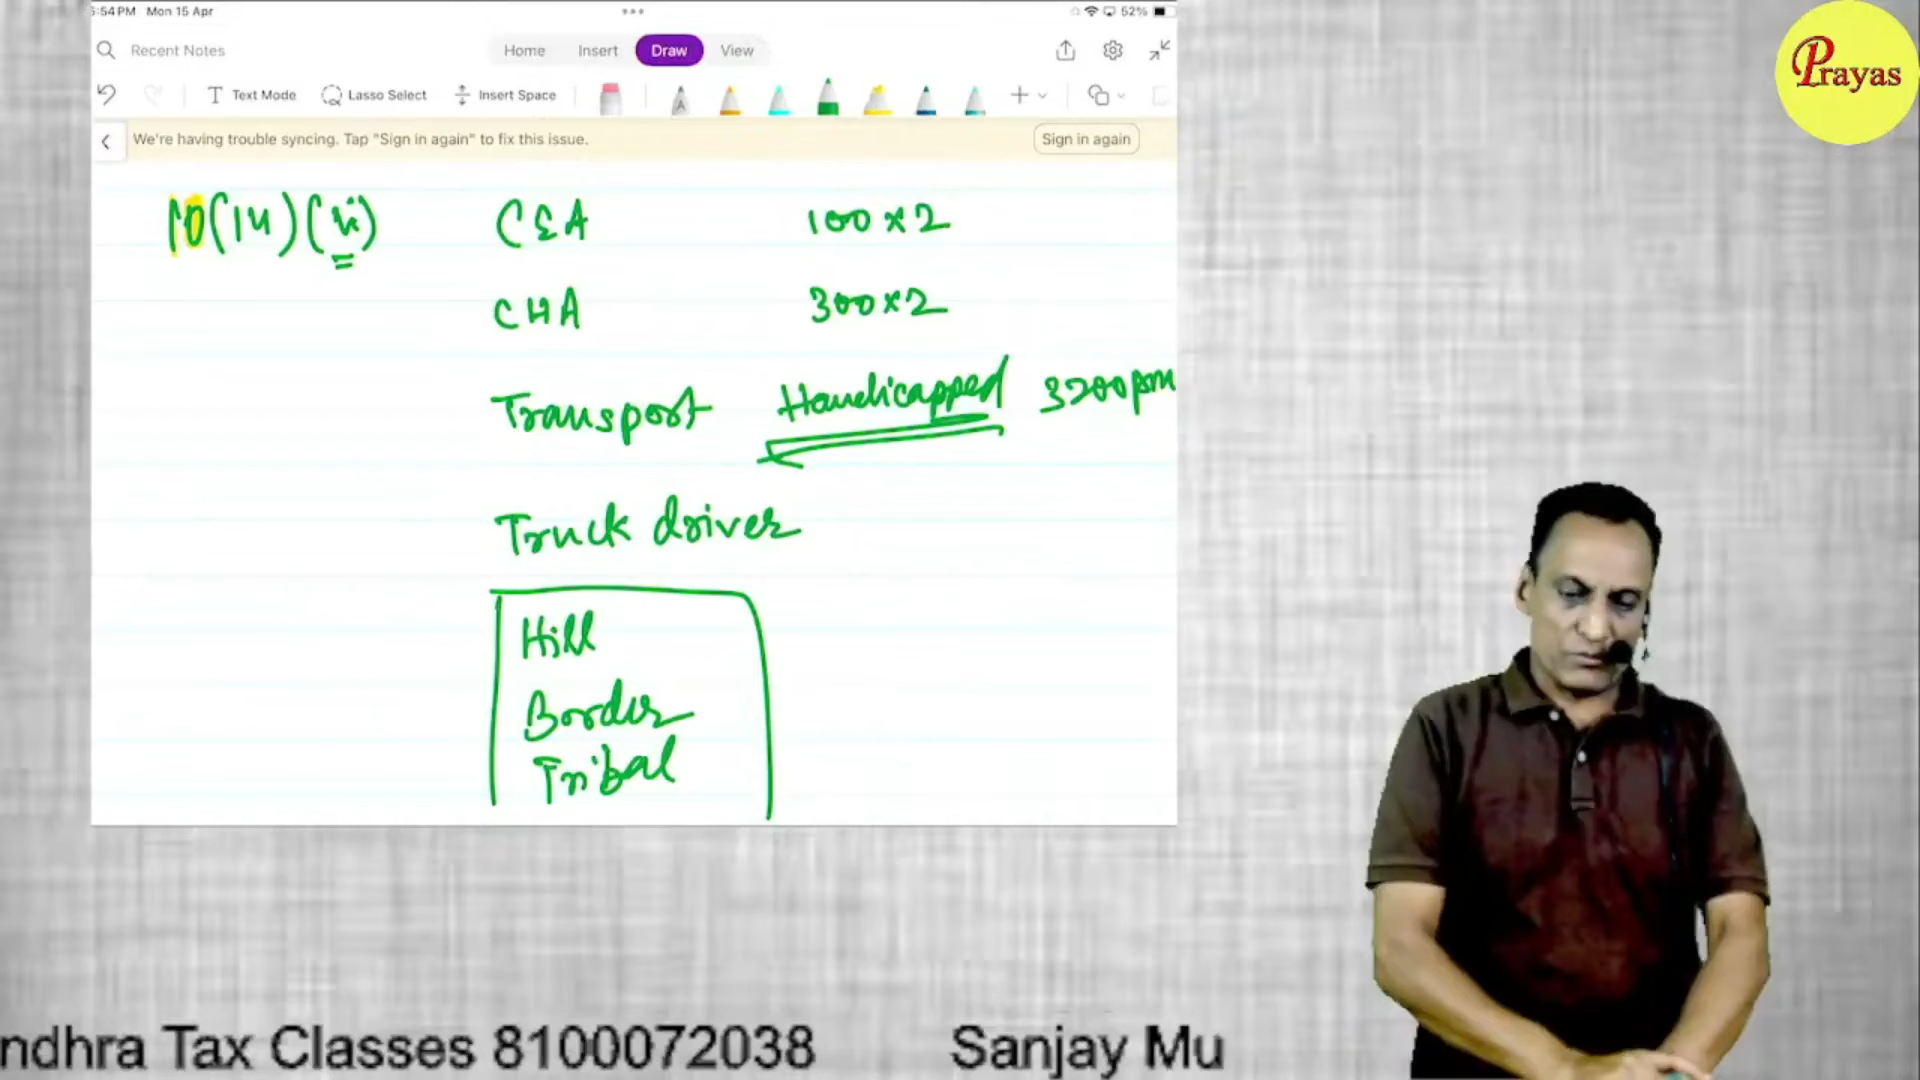 :54 PM Mon 15 Apr
52%
Prayas
Recent Notes
Home Insert Draw View
Text Mode Lasso Select Insert Space
We're having trouble syncing. Tap "Sign in again" to fix this issue. Sign in again
10(14)(ii) CEA 100×2
CHA 300×2
Transport Handicapped 3200pm
Truck driver
Hill
Border
Tribal
ndhra Tax Classes 8100072038 Sanjay Mu